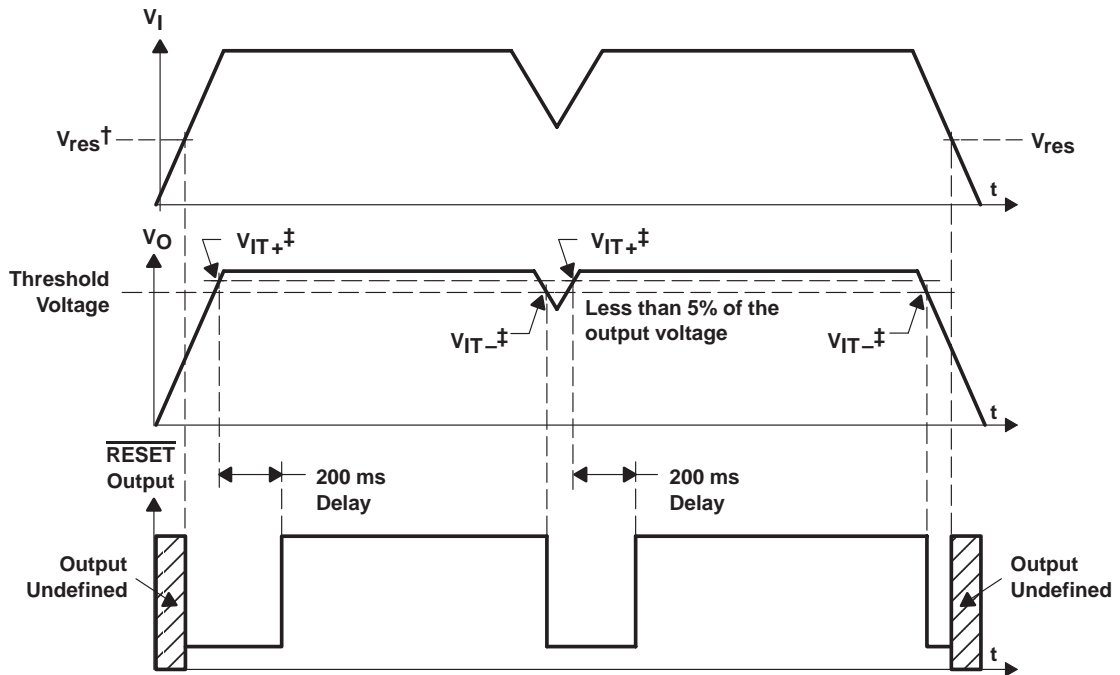 VI
Vres†
Vres
t
VO
VIT+‡
VIT+‡
Threshold
Voltage
VIT–‡
Less than 5% of the
output voltage
VIT–‡
t
RESET
Output
200 ms
Delay
200 ms
Delay
Output
Undefined
Output
Undefined
t